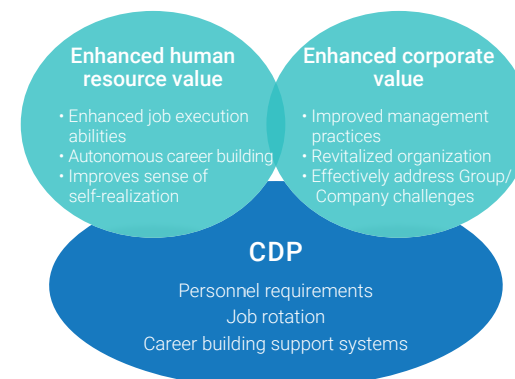 Enhanced human
resource value
• Enhanced job execution
abilities
• Autonomous career building
• Improves sense of
self-realization
Enhanced corporate
value
• Improved management
practices
• Revitalized organization
• Effectively address Group/
Company challenges
CDP
Personnel requirements
Job rotation
Career building support systems